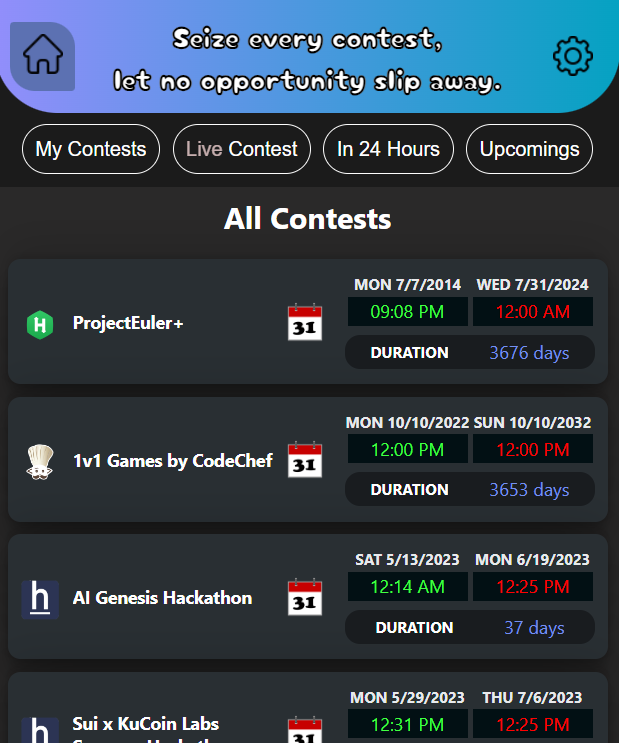 Seize every contest,
let no opportunity slip away.
My Contests
Live Contest
In 24 Hours
Upcomings
All Contests
H
ProjectEuler+
31
MON 7/7/2014 WED 7/31/2024
09:08 PM 12:00 AM
DURATION 3676 days
1v1 Games by CodeChef
31
MON 10/10/2022 SUN 10/10/2032
12:00 PM 12:00 PM
DURATION 3653 days
h
AI Genesis Hackathon
31
SAT 5/13/2023 MON 6/19/2023
12:14 AM 12:25 PM
DURATION 37 days
h
Sui x KuCoin Labs
31
MON 5/29/2023 THU 7/6/2023
12:31 PM 12:25 PM